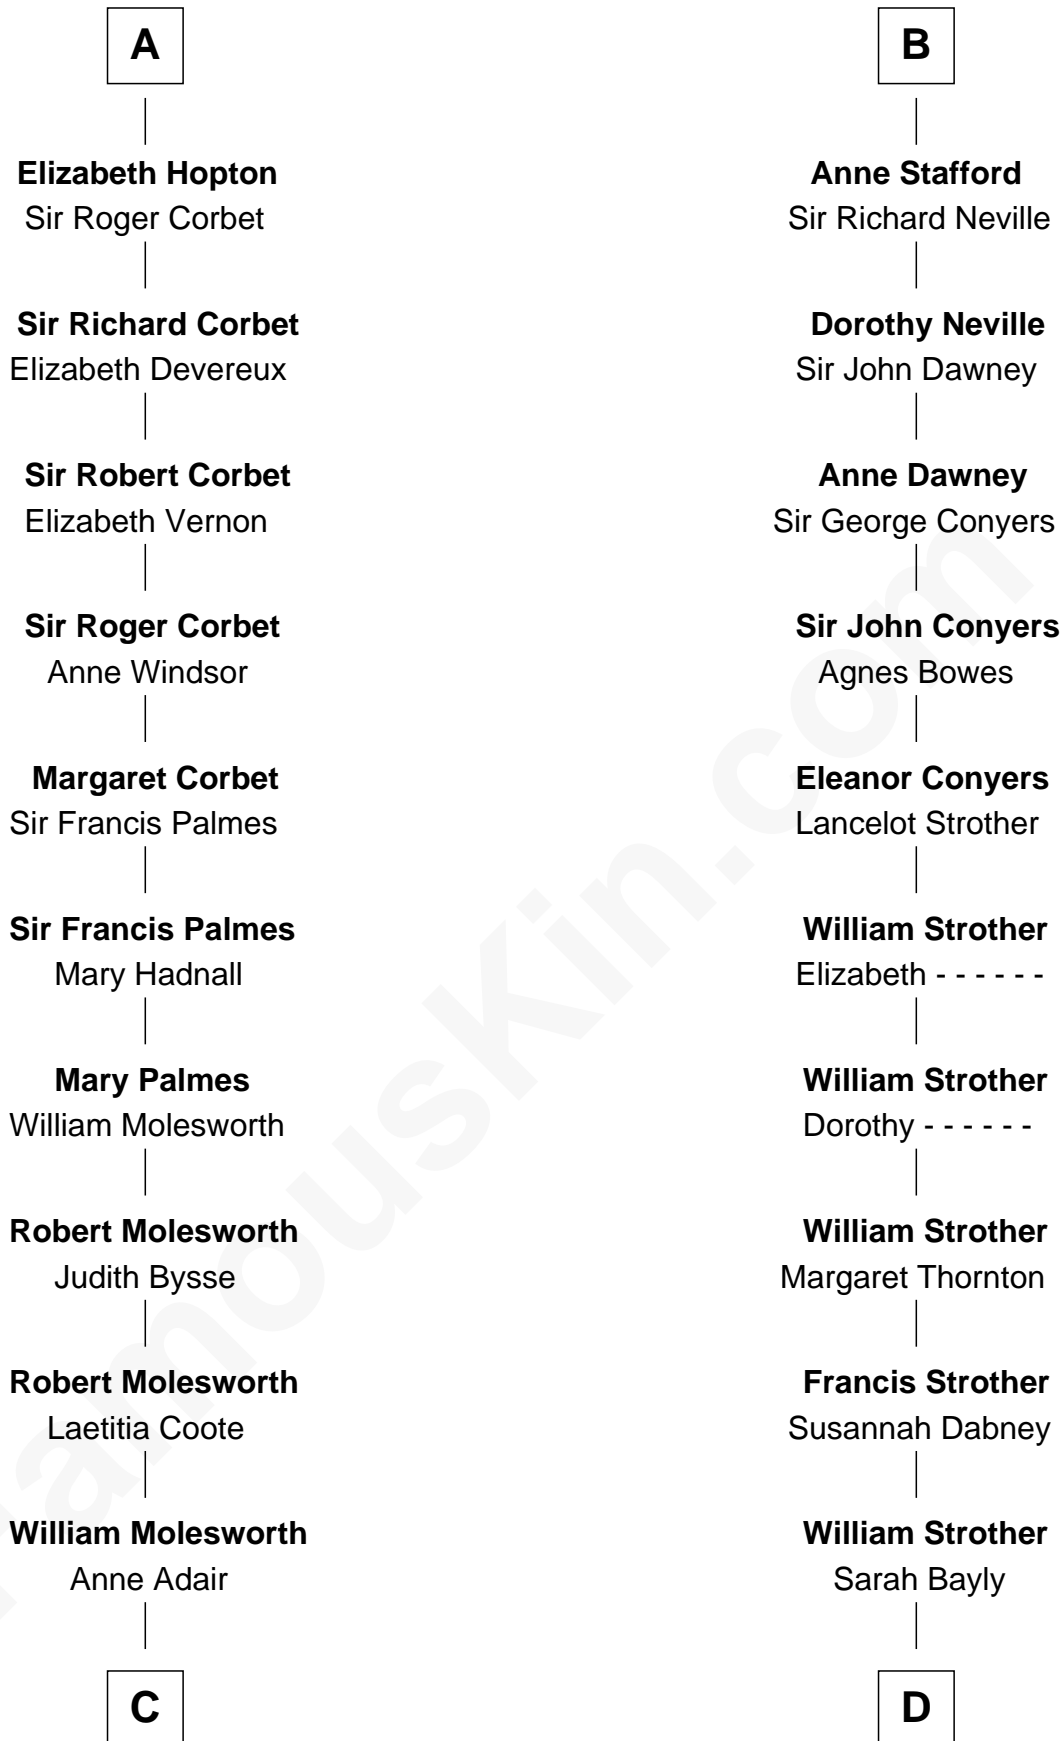 A
Elizabeth Hopton
Sir Roger Corbet
Sir Richard Corbet
Elizabeth Devereux
Sir Robert Corbet
Elizabeth Vernon
Sir Roger Corbet
Anne Windsor
Margaret Corbet
Sir Francis Palmes
Sir Francis Palmes
Mary Hadnall
Mary Palmes
William Molesworth
Robert Molesworth
Judith Bysse
Robert Molesworth
Laetitia Coote
William Molesworth
Anne Adair
C
B
Anne Stafford
Sir Richard Neville
Dorothy Neville
Sir John Dawney
Anne Dawney
Sir George Conyers
Sir John Conyers
Agnes Bowes
Eleanor Conyers
Lancelot Strother
William Strother
Elizabeth - - - - - -
William Strother
Dorothy - - - - - -
William Strother
Margaret Thornton
Francis Strother
Susannah Dabney
William Strother
Sarah Bayly
D
FamousKin.com